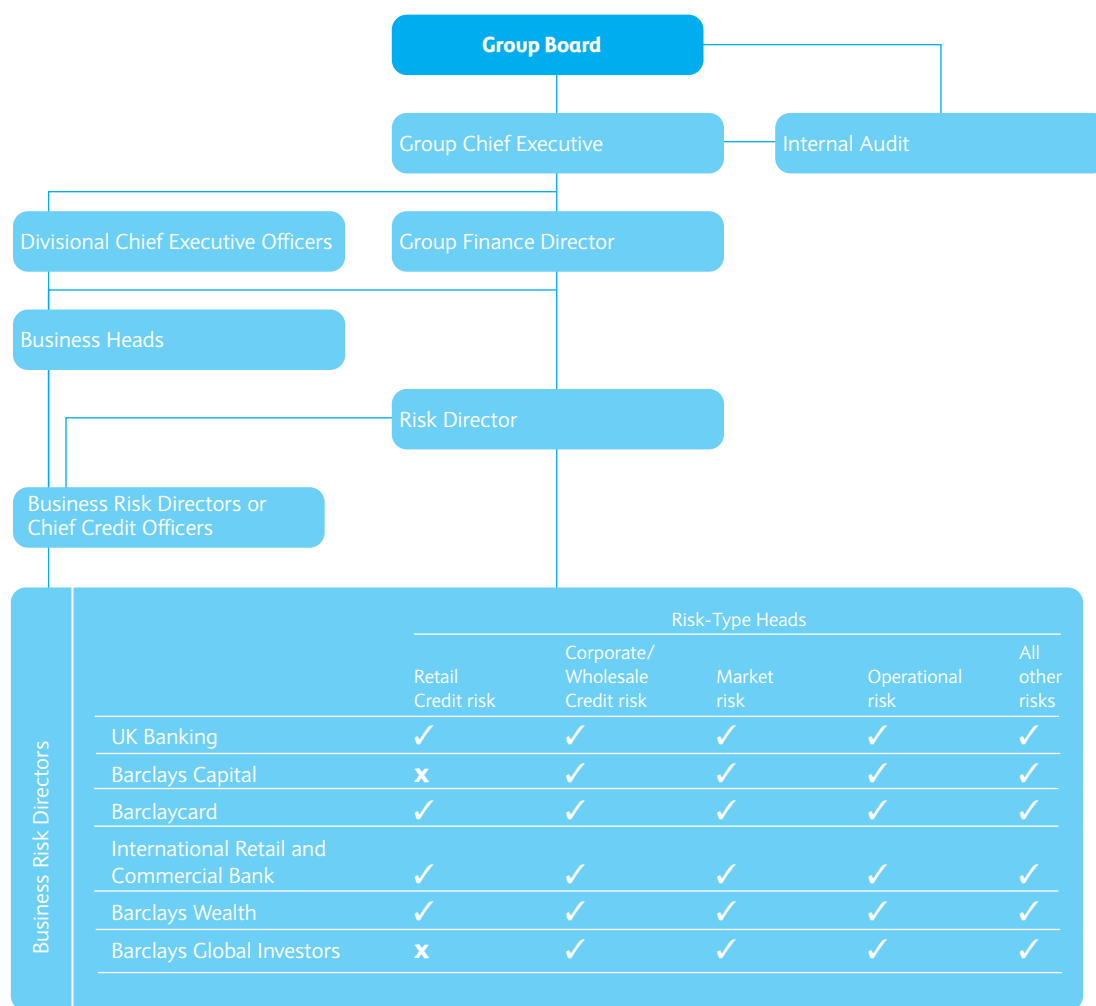 Group Board
Group Chief Executive
Internal Audit
Divisional Chief Executive Officers
Group Finance Director
Business Heads
Risk Director
Business Risk Directors or
Chief Credit Officers
Business Risk Directors
Risk-Type Heads
Retail
Credit risk
Corporate/
Wholesale
Credit risk
Market
risk
Operational
risk
All
other
risks
UK Banking ✓ ✓ ✓ ✓ ✓
Barclays Capital x ✓ ✓ ✓ ✓
Barclaycard ✓ ✓ ✓ ✓ ✓
International Retail and
Commercial Bank ✓ ✓ ✓ ✓ ✓
Barclays Wealth ✓ ✓ ✓ ✓ ✓
Barclays Global Investors x ✓ ✓ ✓ ✓